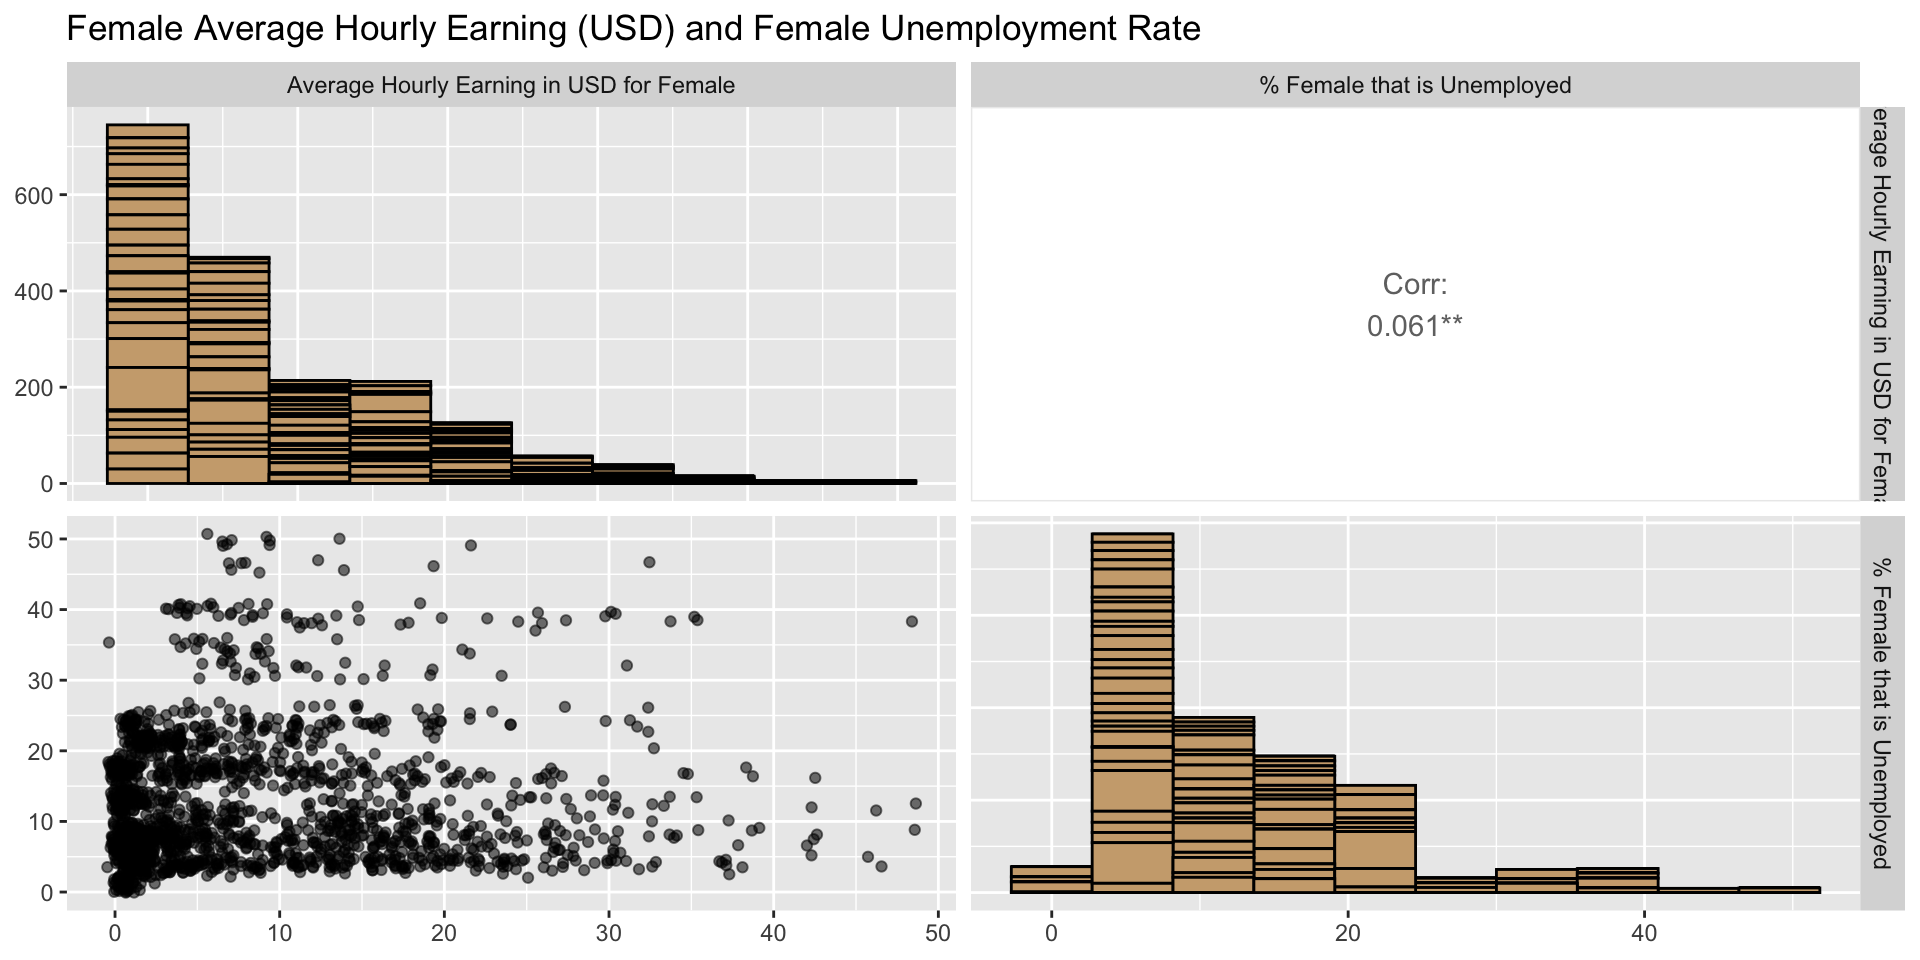 Female Average Hourly Earning (USD) and Female Unemployment Rate
Average Hourly Earning in USD for Female
% Female that is Unemployed
600
400
200
0
Corr:
0.061**
erage Hourly Earning in USD for Fema
50
40
30
20
10
0
% Female that is Unemployed
0 10 20 30 40 50
0 20 40